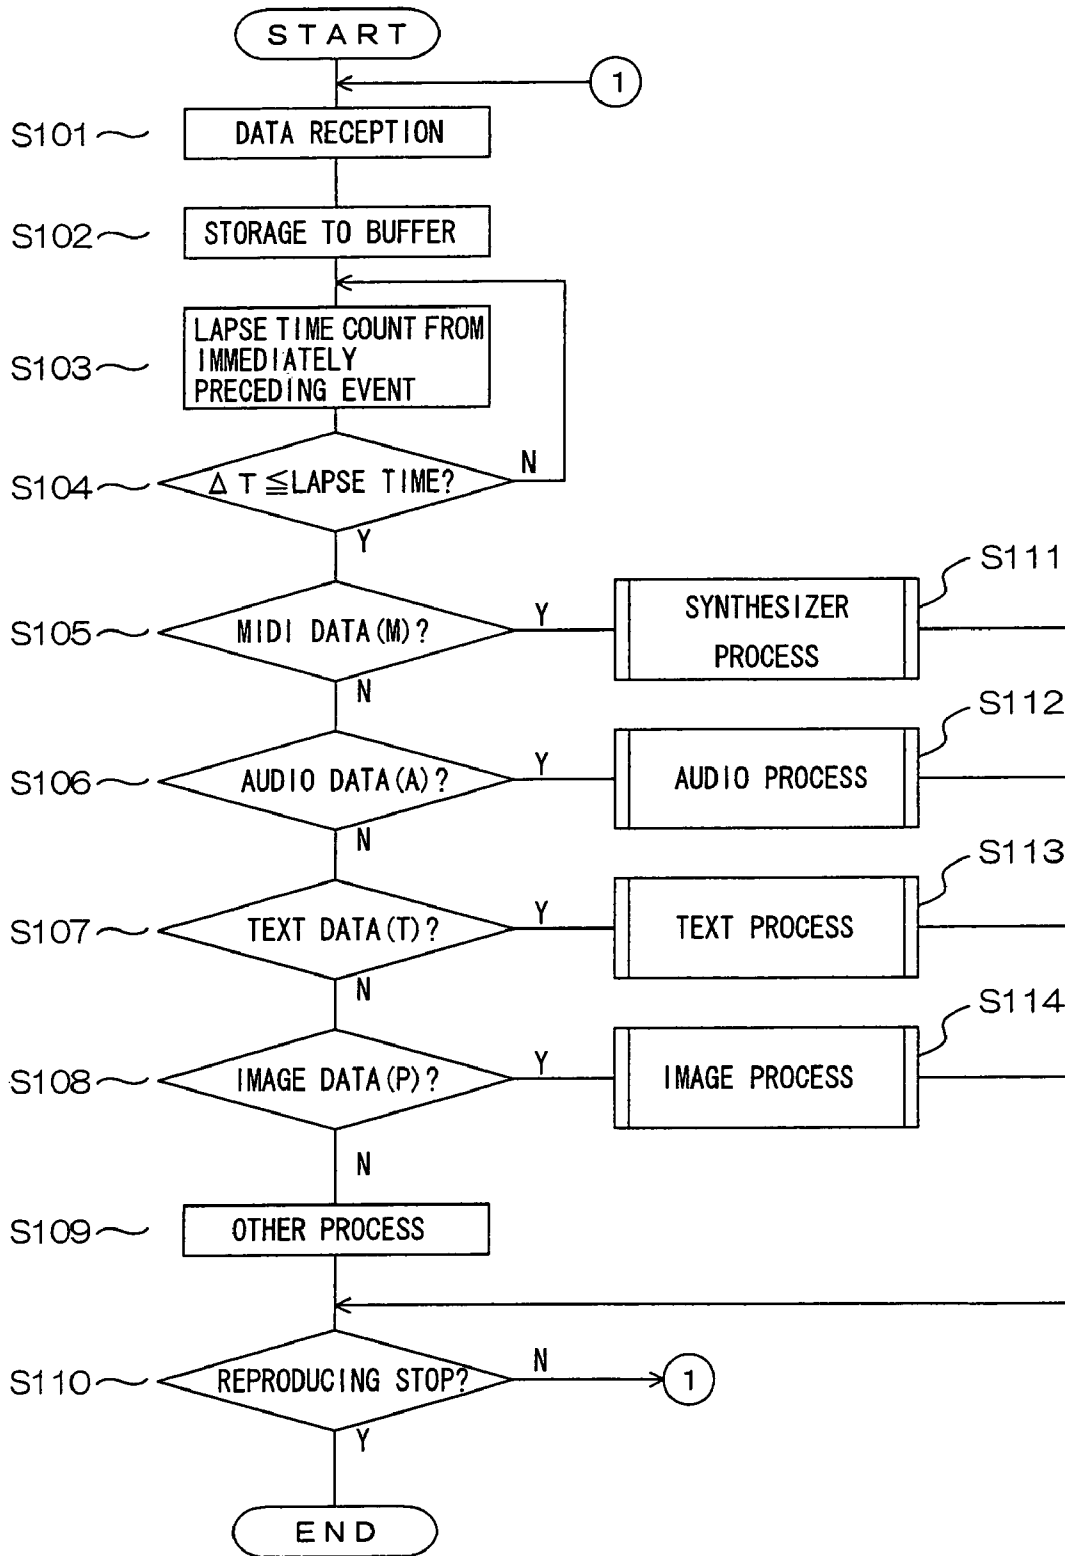 START
1
S101
DATA RECEPTION
S102
STORAGE TO BUFFER
S103
LAPSE TIME COUNT FROM
IMMEDIATELY
PRECEDING EVENT
S104
Δ T ≦LAPSE TIME?
N
Y
S105
MIDI DATA(M)?
Y
SYNTHESIZER
PROCESS
S111
N
S106
AUDIO DATA(A)?
Y
AUDIO PROCESS
S112
N
S107
TEXT DATA(T)?
Y
TEXT PROCESS
S113
N
S108
IMAGE DATA(P)?
Y
IMAGE PROCESS
S114
N
S109
OTHER PROCESS
S110
REPRODUCING STOP?
N
1
Y
END